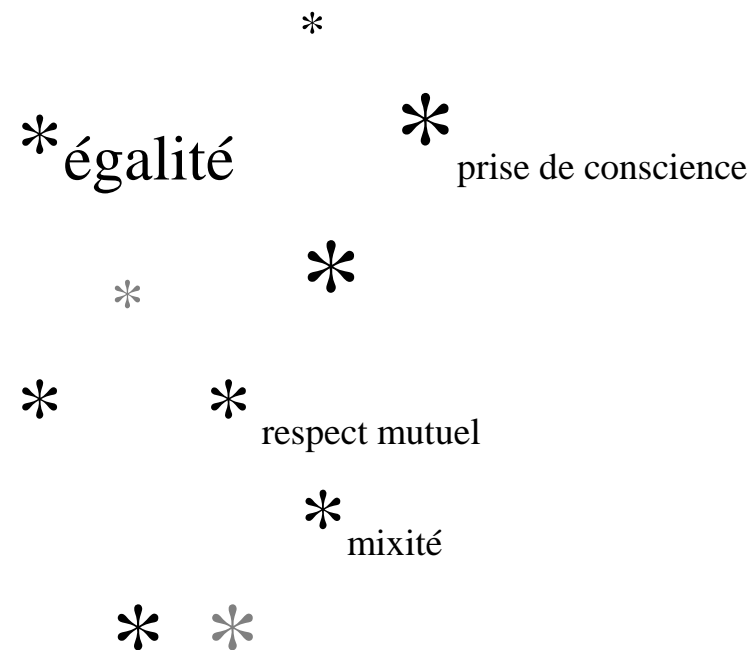 *
*égalité
* prise de conscience
*
*
* * respect mutuel
* mixité
* *